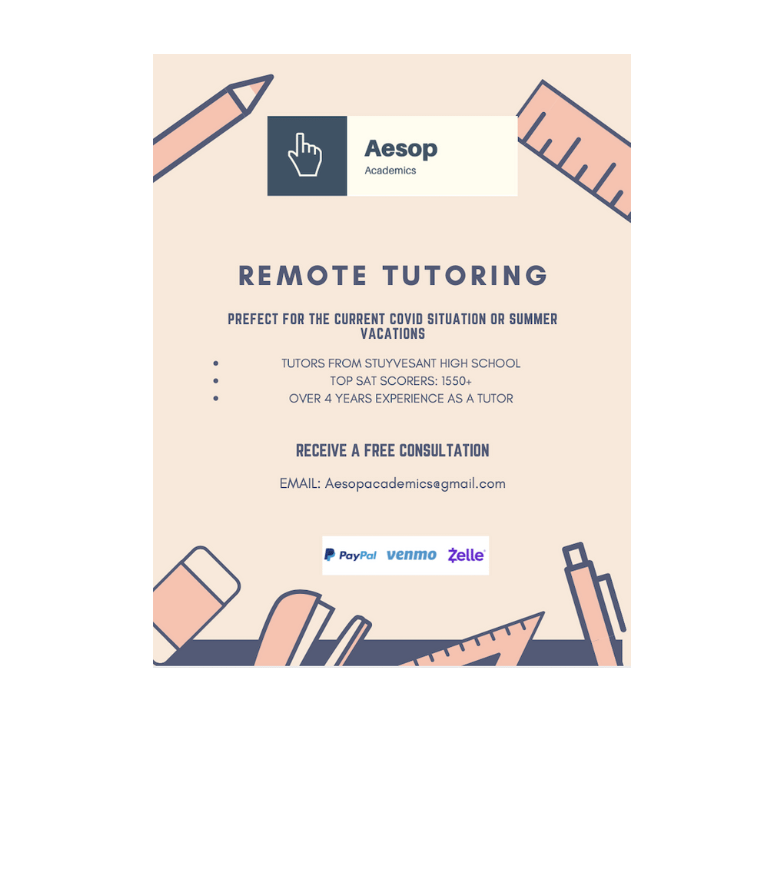 Aesop
Academics
REMOTE TUTORING
PREFECT FOR THE CURRENT COVID SITUATION OR SUMMER
VACATIONS
• TUTORS FROM STUYVESANT HIGH SCHOOL
• TOP SAT SCORERS: 1550+
• OVER 4 YEARS EXPERIENCE AS A TUTOR
RECEIVE A FREE CONSULTATION
EMAIL: Aesopacademics@gmail.com
PayPal venmo Zelle